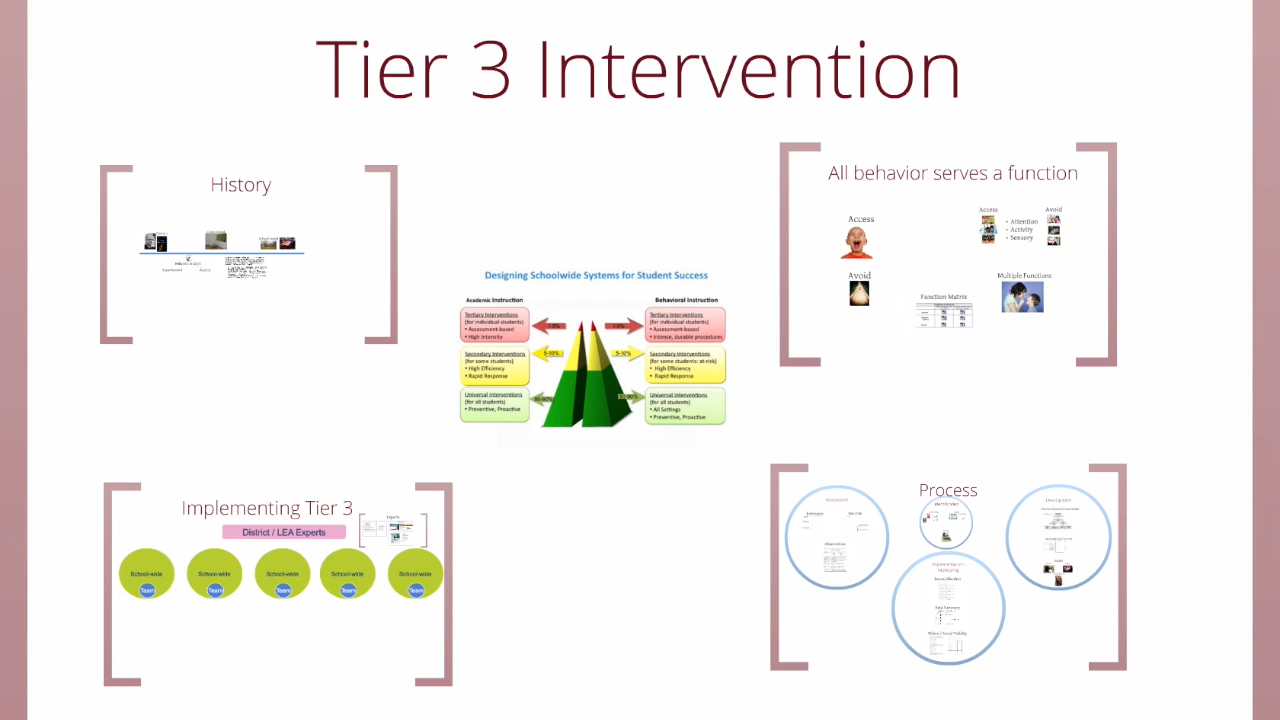 Tier 3 Intervention
History
All behavior serves a function
Access
Avoid
Access
• Attention
• Activity
• Sensory
Avoid
Function Matrix
Multiple Functions
Designing Schoolwide Systems for Student Success
Academic Instruction
Behavioral Instruction
Tertiary Interventions
(for individual students)
• Assessment-based
• High Intensity
Tertiary Interventions
(for individual students)
• Assessment-based
• Intense, durable procedures
Secondary Interventions
(for some students)
• High Efficiency
• Rapid Response
5-10%
5-10%
Secondary Interventions
(for some students; at-risk)
• High Efficiency
• Rapid Response
Universal Interventions
(for all students)
• Preventive, Proactive
Universal Interventions
(for all students)
• All Settings
• Preventive, Proactive
Implementing Tier 3
Experts
District / LEA Experts
School-wide
Team
School-wide
Team
School-wide
Team
School-wide
Team
School-wide
Team
Process
Assessment
Interview
Observations
Data Collection
Data Summary